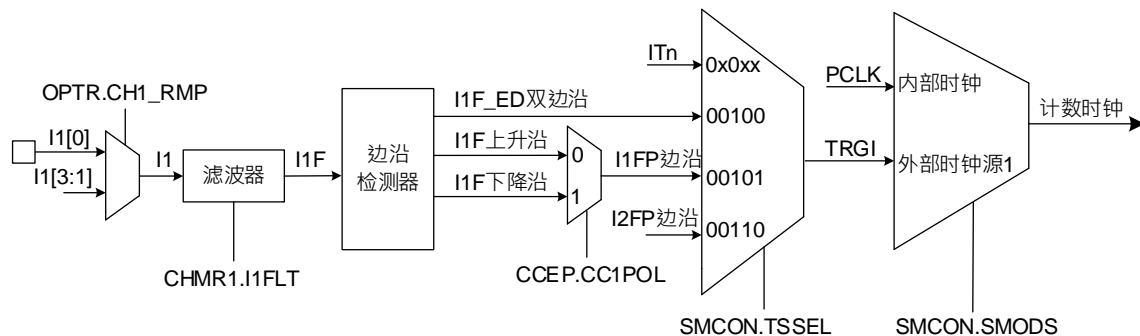 ITn
0x0xx
PCLK
内部时钟
OPTR.CH1_RMP
I1F_ED双边沿
00100
计数时钟
I1[0]
I1
I1F
I1F上升沿
0
I1FP边沿
TRGI
外部时钟源1
滤波器
边沿
检测器
00101
I1[3:1]
I1F下降沿
1
I2FP边沿
00110
CHMR1.I1FLT
CCEP.CC1POL
SMCON.TSSEL
SMCON.SMODS